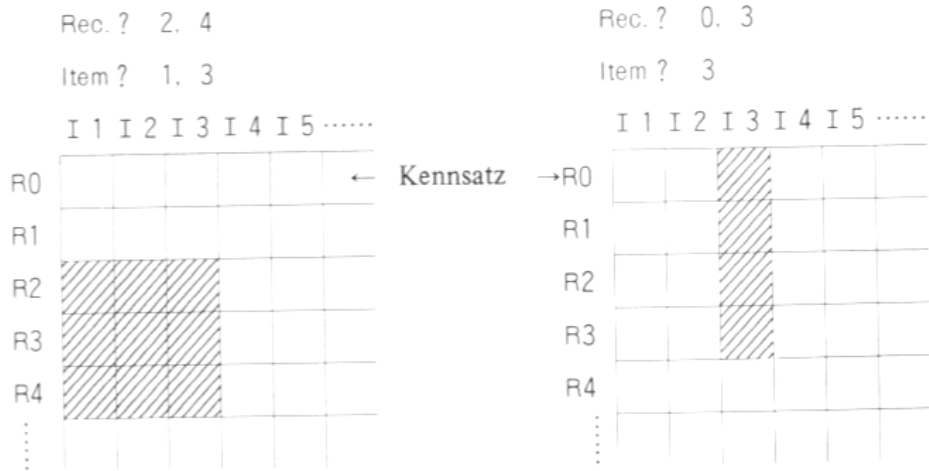 Rec. ? 2, 4
Item ? 1, 3
I 1 I 2 I 3 I 4 I 5 ······
R0
R1
R2
R3
R4
← Kennsatz →
Rec. ? 0, 3
Item ? 3
I 1 I 2 I 3 I 4 I 5 ······
R0
R1
R2
R3
R4